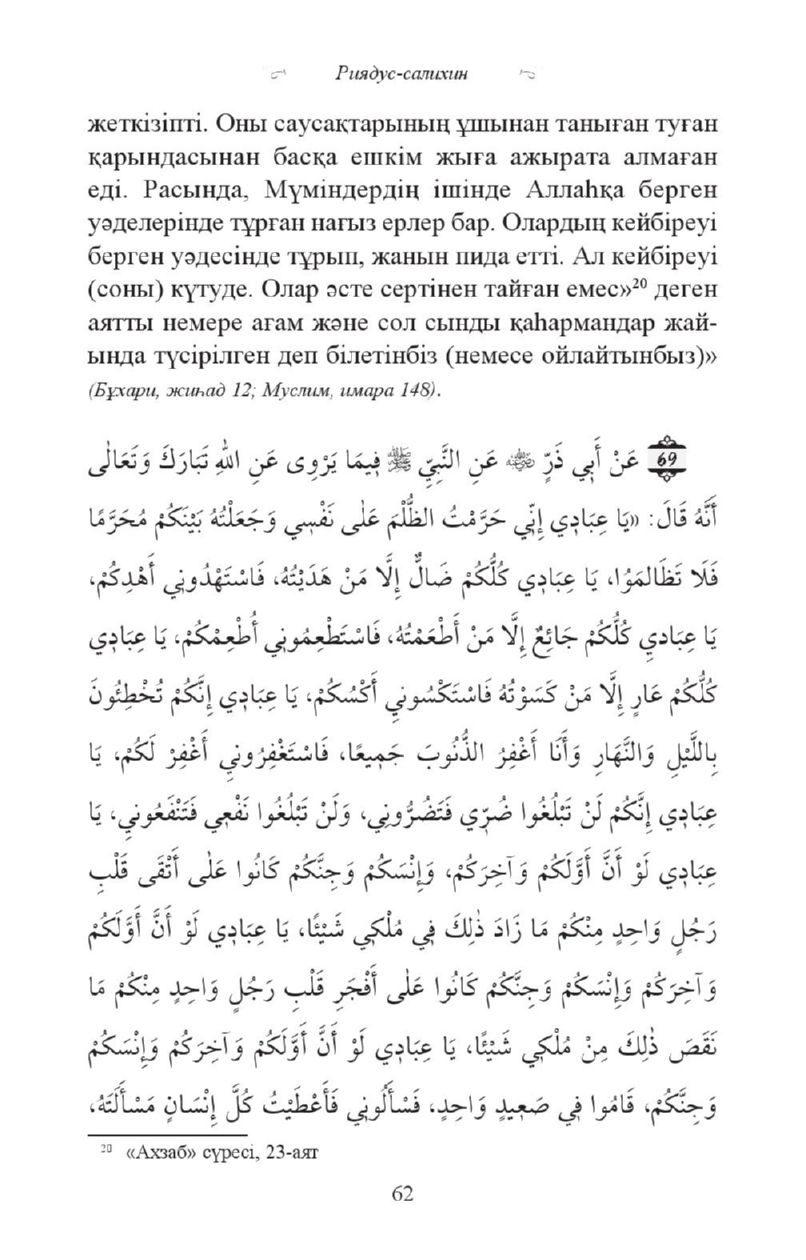 Риядус-салихин
жеткізіпті. Оны саусақтарының ұшынан таныған туған
қарындасынан басқа ешкім жыға ажырата алмаған
еді. Расында, Мүміндердің ішінде Аллаһқа берген
уәделерінде тұрған нағыз ерлер бар. Олардың кейбіреуі
берген уәдесінде тұрып, жанын пида етті. Ал кейбіреуі
(соны) күтуде. Олар әсте сертінен тайған емес»²⁰ деген
аятты немере ағам және сол сынды қаһармандар жай-
ында түсірілген деп білетінбіз (немесе ойлайтынбыз)»
(Бұхари, жиһад 12; Муслим, имара 148).
69 عَنْ أَبِي ذَرٍّ ﷺ عَنِ النَّبِيِّ ﷺ فِيمَا يَرْوِى عَنِ اللهِ تَبَارَكَ وَتَعَالٰى
أَنَّهُ قَالَ: «يَا عِبَادِي إِنِّي حَرَّمْتُ الظُّلْمَ عَلٰى نَفْسِي وَجَعَلْتُهُ بَيْنَكُمْ مُحَرَّمًا
فَلَا تَظَالَمَوُا، يَا عِبَادِي كُلُّكُمْ ضَالٌّ إِلَّا مَنْ هَدَيْتُهُ، فَاسْتَهْدُونِي أَهْدِكُمْ،
يَا عِبَادِي كُلُّكُمْ جَائِعٌ إِلَّا مَنْ أَطْعَمْتُهُ، فَاسْتَطْعِمُونِي أُطْعِمْكُمْ، يَا عِبَادِي
كُلُّكُمْ عَارٍ إِلَّا مَنْ كَسَوْتُهُ فَاسْتَكْسُونِي أَكْسُكُمْ، يَا عِبَادِي إِنَّكُمْ تُخْطِئُونَ
بِاللَّيْلِ وَالنَّهَارِ وَأَنَا أَغْفِرُ الذُّنُوبَ جَمِيعًا، فَاسْتَغْفِرُونِي أَغْفِرْ لَكُمْ، يَا
عِبَادِي إِنَّكُمْ لَنْ تَبْلُغُوا ضُرِّي فَتَضُرُّونِي، وَلَنْ تَبْلُغُوا نَفْعِي فَتَنْفَعُونِي، يَا
عِبَادِي لَوْ أَنَّ أَوَّلَكُمْ وَآخِرَكُمْ، وَإِنْسَكُمْ وَجِنَّكُمْ كَانُوا عَلٰى أَتْقَى قَلْبِ
رَجُلٍ وَاحِدٍ مِنْكُمْ مَا زَادَ ذٰلِكَ فِي مُلْكِي شَيْئًا، يَا عِبَادِي لَوْ أَنَّ أَوَّلَكُمْ
وَآخِرَكُمْ وَإِنْسَكُمْ وَجِنَّكُمْ كَانُوا عَلٰى أَفْجَرِ قَلْبِ رَجُلٍ وَاحِدٍ مِنْكُمْ مَا
نَقَصَ ذٰلِكَ مِنْ مُلْكِي شَيْئًا، يَا عِبَادِي لَوْ أَنَّ أَوَّلَكُمْ وَآخِرَكُمْ وَإِنْسَكُمْ
وَجِنَّكُمْ، قَامُوا فِي صَعِيدٍ وَاحِدٍ، فَسْأَلُونِي فَأَعْطَيْتُ كُلَّ إِنْسَانٍ مَسْأَلَتَهُ،
²⁰ «Ахзаб» сүресі, 23-аят
62